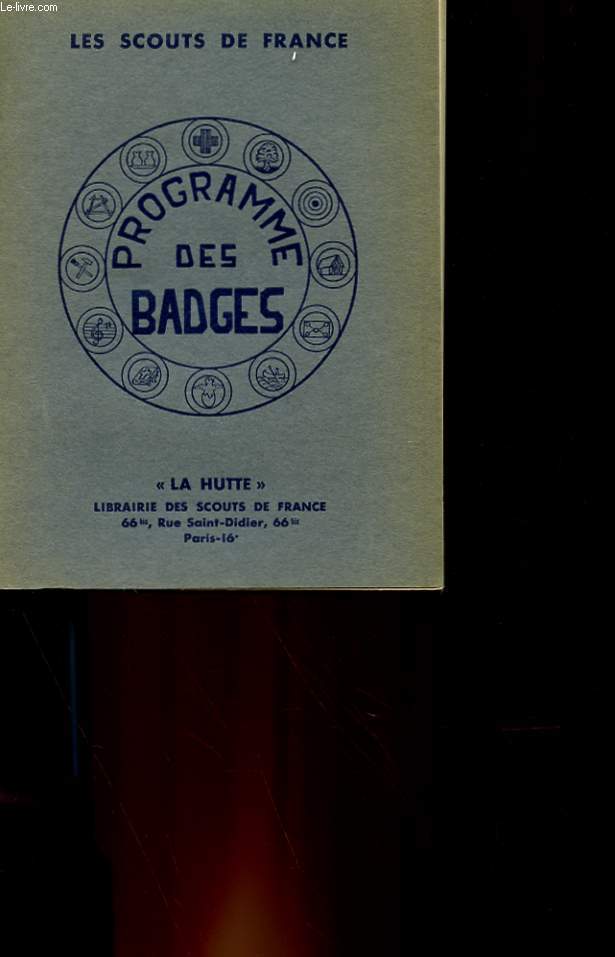 Le-livre.com
LES SCOUTS DE FRANCE
PROGRAMME
DES
BADGES
« LA HUTTE »
LIBRAIRIE DES SCOUTS DE FRANCE
66 bis, Rue Saint-Didier, 66 bis
Paris-16e